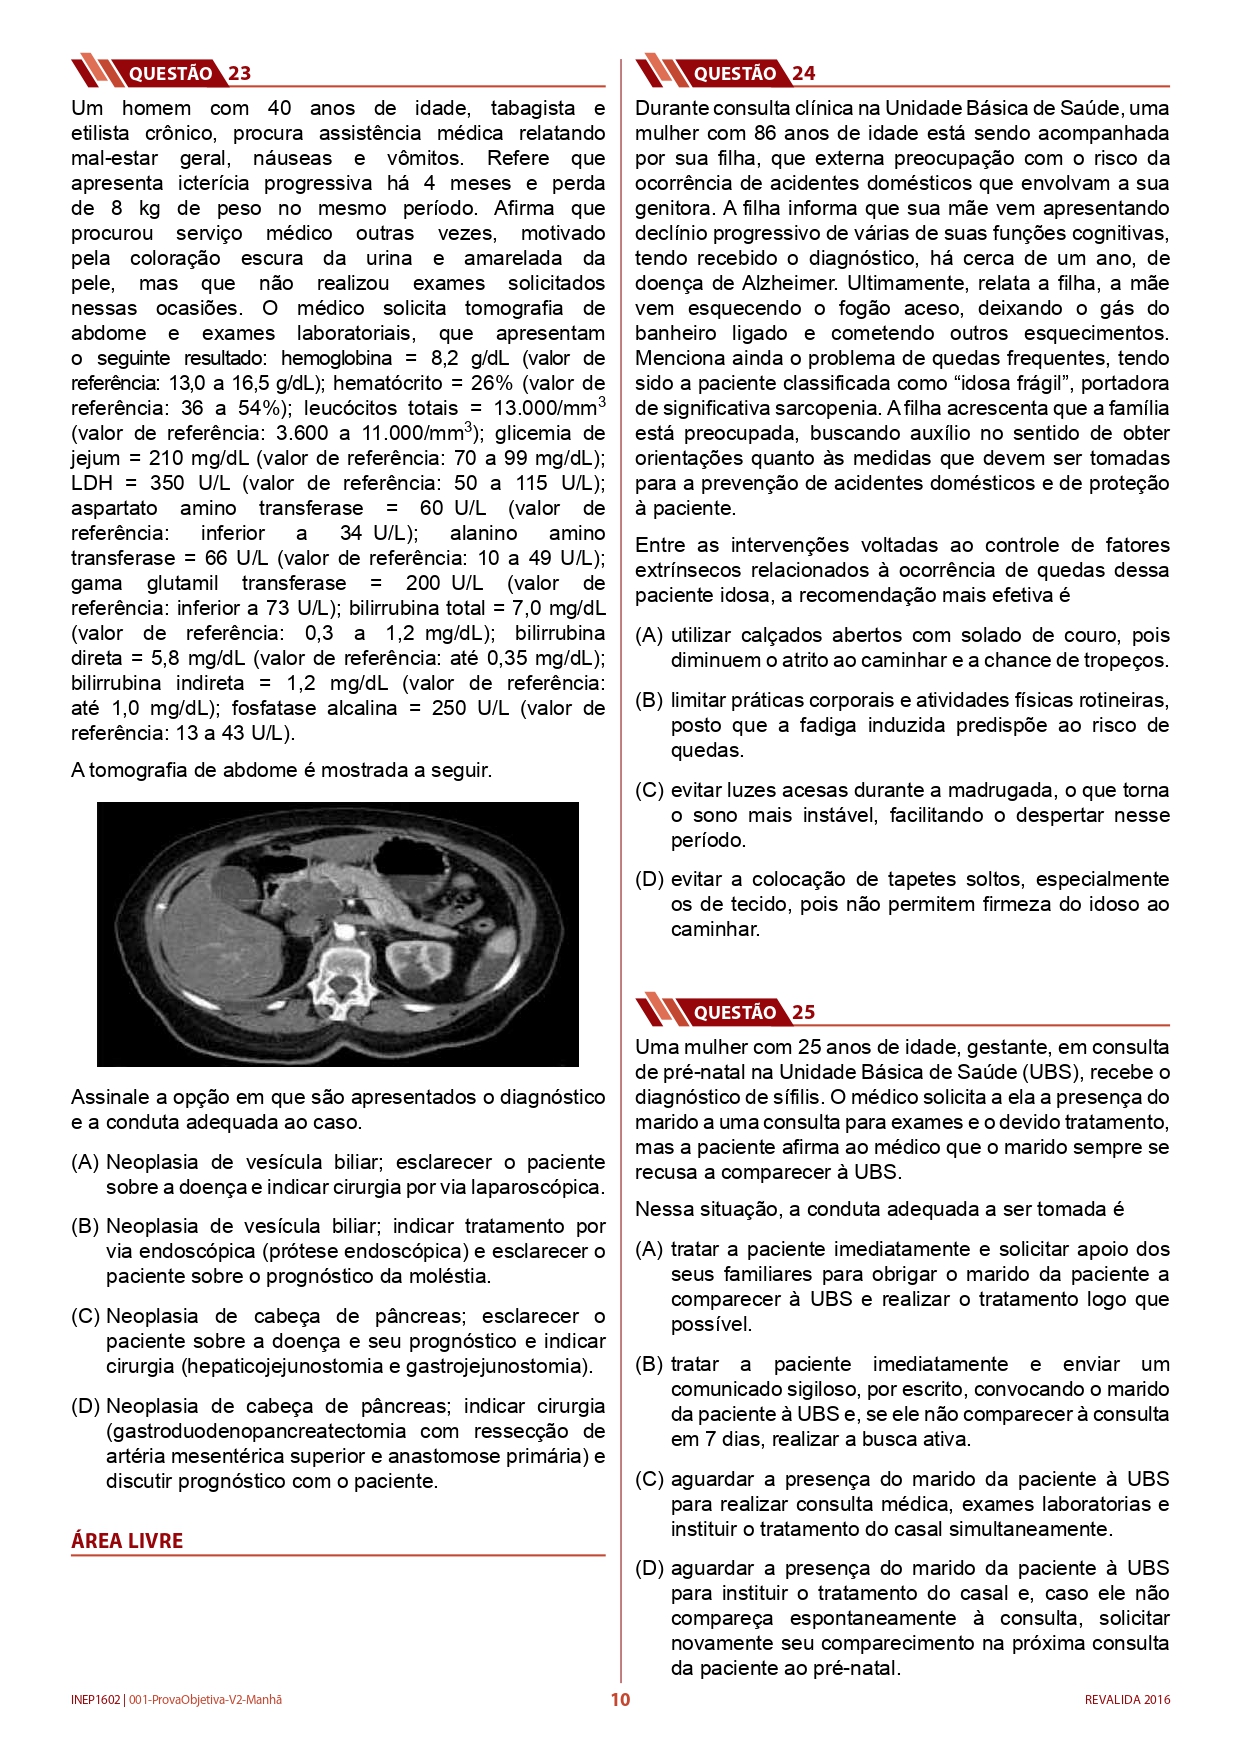 QUESTÃO 23
Um homem com 40 anos de idade, tabagista e
etilista crônico, procura assistência médica relatando
mal-estar geral, náuseas e vômitos. Refere que
apresenta icterícia progressiva há 4 meses e perda
de 8 kg de peso no mesmo período. Afirma que
procurou serviço médico outras vezes, motivado
pela coloração escura da urina e amarelada da
pele, mas que não realizou exames solicitados
nessas ocasiões. O médico solicita tomografia de
abdome e exames laboratoriais, que apresentam
o seguinte resultado: hemoglobina = 8,2 g/dL (valor de
referência: 13,0 a 16,5 g/dL); hematócrito = 26% (valor de
referência: 36 a 54%); leucócitos totais = 13.000/mm³
(valor de referência: 3.600 a 11.000/mm³); glicemia de
jejum = 210 mg/dL (valor de referência: 70 a 99 mg/dL);
LDH = 350 U/L (valor de referência: 50 a 115 U/L);
aspartato amino transferase = 60 U/L (valor de
referência: inferior a 34 U/L); alanino amino
transferase = 66 U/L (valor de referência: 10 a 49 U/L);
gama glutamil transferase = 200 U/L (valor de
referência: inferior a 73 U/L); bilirrubina total = 7,0 mg/dL
(valor de referência: 0,3 a 1,2 mg/dL); bilirrubina
direta = 5,8 mg/dL (valor de referência: até 0,35 mg/dL);
bilirrubina indireta = 1,2 mg/dL (valor de referência:
até 1,0 mg/dL); fosfatase alcalina = 250 U/L (valor de
referência: 13 a 43 U/L).
A tomografia de abdome é mostrada a seguir.
Assinale a opção em que são apresentados o diagnóstico
e a conduta adequada ao caso.
(A) Neoplasia de vesícula biliar; esclarecer o paciente
sobre a doença e indicar cirurgia por via laparoscópica.
(B) Neoplasia de vesícula biliar; indicar tratamento por
via endoscópica (prótese endoscópica) e esclarecer o
paciente sobre o prognóstico da moléstia.
(C) Neoplasia de cabeça de pâncreas; esclarecer o
paciente sobre a doença e seu prognóstico e indicar
cirurgia (hepaticojejunostomia e gastrojejunostomia).
(D) Neoplasia de cabeça de pâncreas; indicar cirurgia
(gastroduodenopancreatectomia com ressecção de
artéria mesentérica superior e anastomose primária) e
discutir prognóstico com o paciente.
ÁREA LIVRE
QUESTÃO 24
Durante consulta clínica na Unidade Básica de Saúde, uma
mulher com 86 anos de idade está sendo acompanhada
por sua filha, que externa preocupação com o risco da
ocorrência de acidentes domésticos que envolvam a sua
genitora. A filha informa que sua mãe vem apresentando
declínio progressivo de várias de suas funções cognitivas,
tendo recebido o diagnóstico, há cerca de um ano, de
doença de Alzheimer. Ultimamente, relata a filha, a mãe
vem esquecendo o fogão aceso, deixando o gás do
banheiro ligado e cometendo outros esquecimentos.
Menciona ainda o problema de quedas frequentes, tendo
sido a paciente classificada como “idosa frágil”, portadora
de significativa sarcopenia. A filha acrescenta que a família
está preocupada, buscando auxílio no sentido de obter
orientações quanto às medidas que devem ser tomadas
para a prevenção de acidentes domésticos e de proteção
à paciente.
Entre as intervenções voltadas ao controle de fatores
extrínsecos relacionados à ocorrência de quedas dessa
paciente idosa, a recomendação mais efetiva é
(A) utilizar calçados abertos com solado de couro, pois
diminuem o atrito ao caminhar e a chance de tropeços.
(B) limitar práticas corporais e atividades físicas rotineiras,
posto que a fadiga induzida predispõe ao risco de
quedas.
(C) evitar luzes acesas durante a madrugada, o que torna
o sono mais instável, facilitando o despertar nesse
período.
(D) evitar a colocação de tapetes soltos, especialmente
os de tecido, pois não permitem firmeza do idoso ao
caminhar.
QUESTÃO 25
Uma mulher com 25 anos de idade, gestante, em consulta
de pré-natal na Unidade Básica de Saúde (UBS), recebe o
diagnóstico de sífilis. O médico solicita a ela a presença do
marido a uma consulta para exames e o devido tratamento,
mas a paciente afirma ao médico que o marido sempre se
recusa a comparecer à UBS.
Nessa situação, a conduta adequada a ser tomada é
(A) tratar a paciente imediatamente e solicitar apoio dos
seus familiares para obrigar o marido da paciente a
comparecer à UBS e realizar o tratamento logo que
possível.
(B) tratar a paciente imediatamente e enviar um
comunicado sigiloso, por escrito, convocando o marido
da paciente à UBS e, se ele não comparecer à consulta
em 7 dias, realizar a busca ativa.
(C) aguardar a presença do marido da paciente à UBS
para realizar consulta médica, exames laboratorias e
instituir o tratamento do casal simultaneamente.
(D) aguardar a presença do marido da paciente à UBS
para instituir o tratamento do casal e, caso ele não
compareça espontaneamente à consulta, solicitar
novamente seu comparecimento na próxima consulta
da paciente ao pré-natal.
INEP1602 | 001-ProvaObjetiva-V2-Manhã
10
REVALIDA 2016